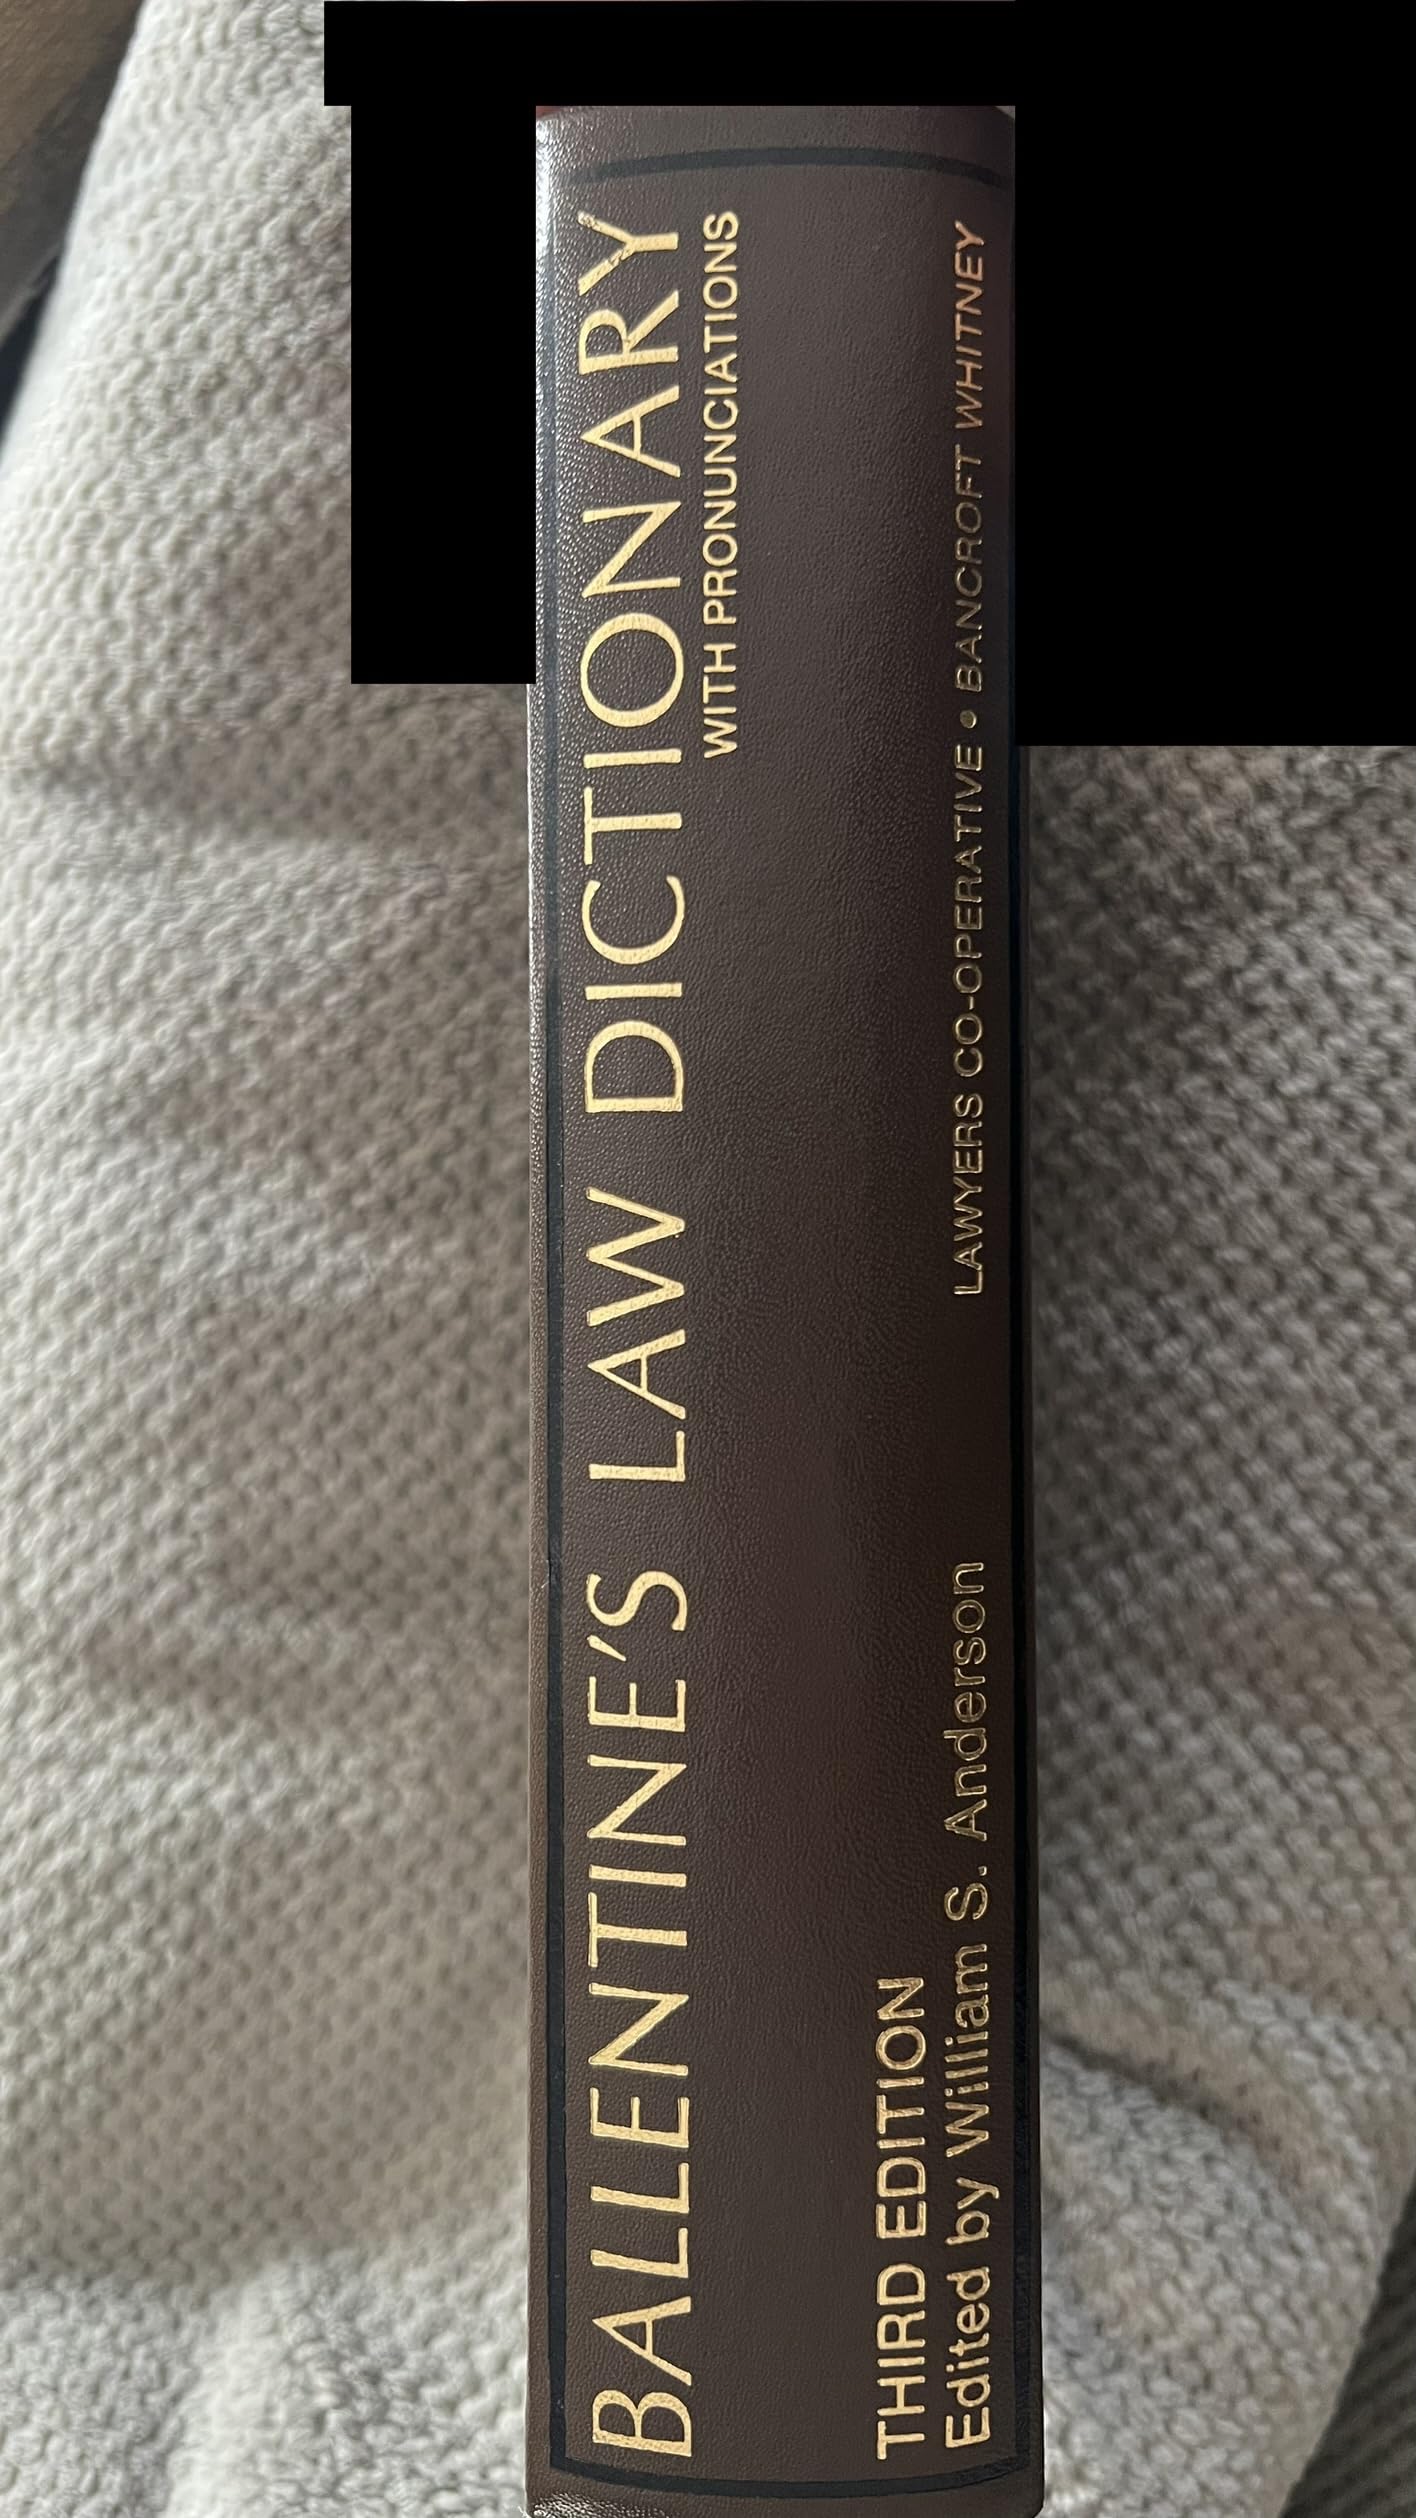 BALLENTINE'S LAW DICTIONARY
WITH PRONUNCIATIONS
THIRD EDITION
Edited by William S. Anderson
LAWYERS CO-OPERATIVE • BANCROFT WHITNEY